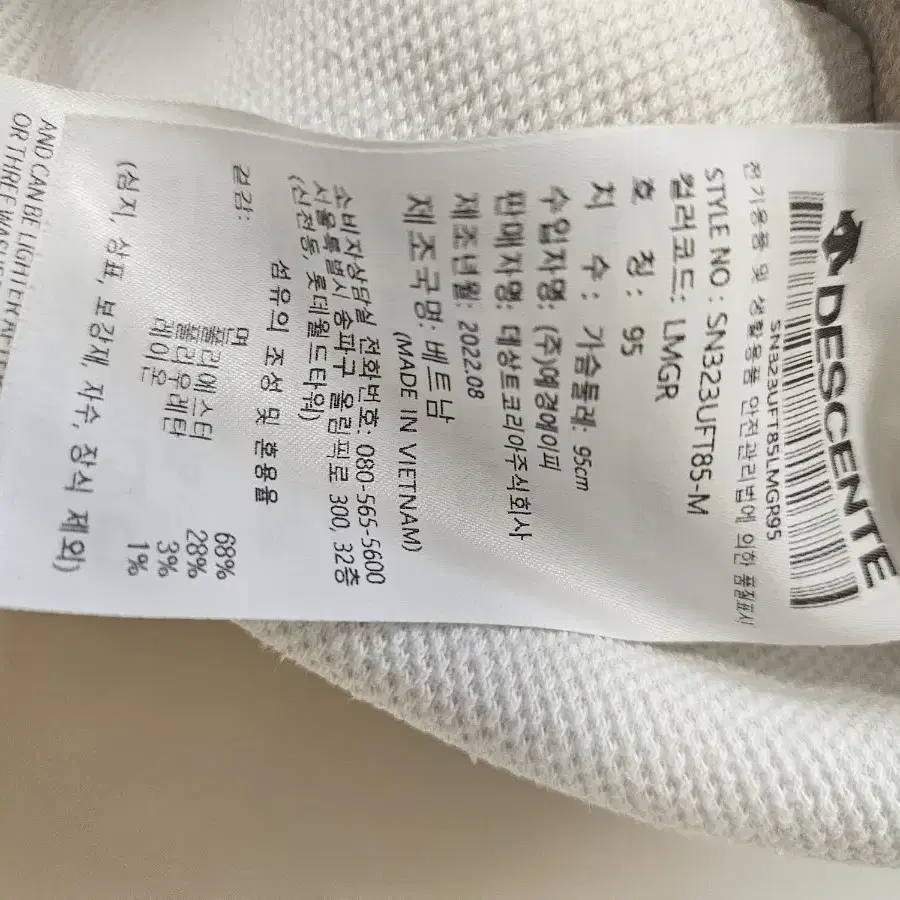 DESCENTE
SN323UFT85LMGR95
전기용품 및 생활용품 안전관리법에 의한 품질표시
STYLE NO : SN323UFT85-M
컬러코드: LMGR
호 칭 : 95
치 수 : 가슴둘레: 95cm
수입자명: (주)예경에이피
판매자명: 데상트코리아주식회사
제조년월: 2022.08
제조국명: 베트남
(MADE IN VIETNAM)
소비자상담실 전화번호: 080-565-5600
서울특별시 송파구 올림픽로 300, 32층
(신천동, 롯데월드타워)
섬유의 조성 및 혼용율
겉감:
면 68%
폴리에스터 28%
폴리우레탄 3%
레이온 1%
(심지, 상표, 보강재, 자수, 장식 제외)
AND CAN BE LIGHTEN AFTER
OR THREE